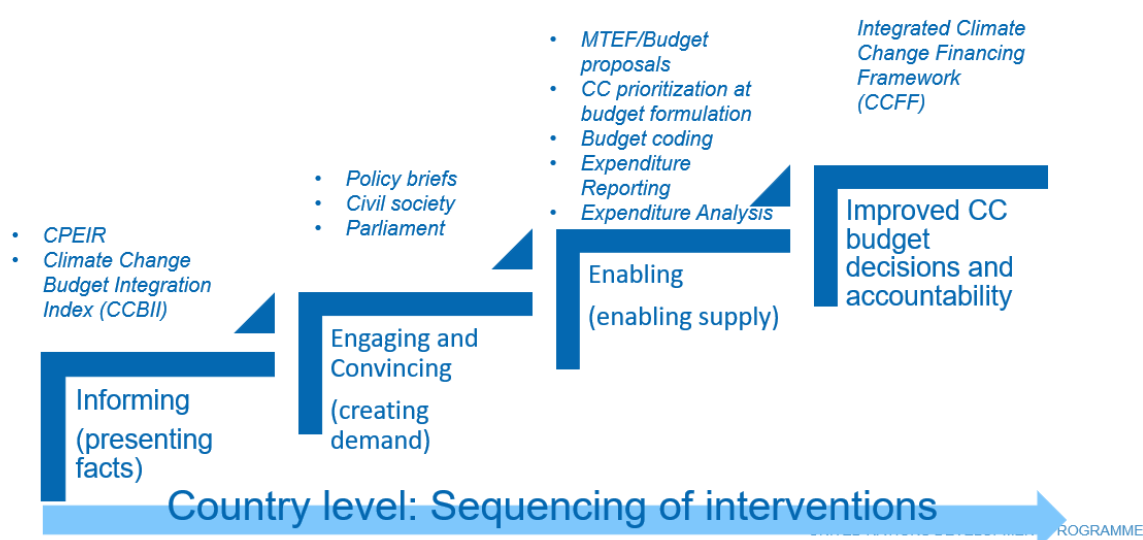 • CPEIR
• Climate Change
Budget Integration
Index (CCBII)
Informing
(presenting
facts)
• Policy briefs
• Civil society
• Parliament
Engaging and
Convincing
(creating
demand)
• MTEF/Budget
proposals
• CC prioritization at
budget formulation
• Budget coding
• Expenditure
Reporting
• Expenditure Analysis
Enabling
(enabling supply)
Integrated Climate
Change Financing
Framework
(CCFF)
Improved CC
budget
decisions and
accountability
Country level: Sequencing of interventions
ROGRAMME